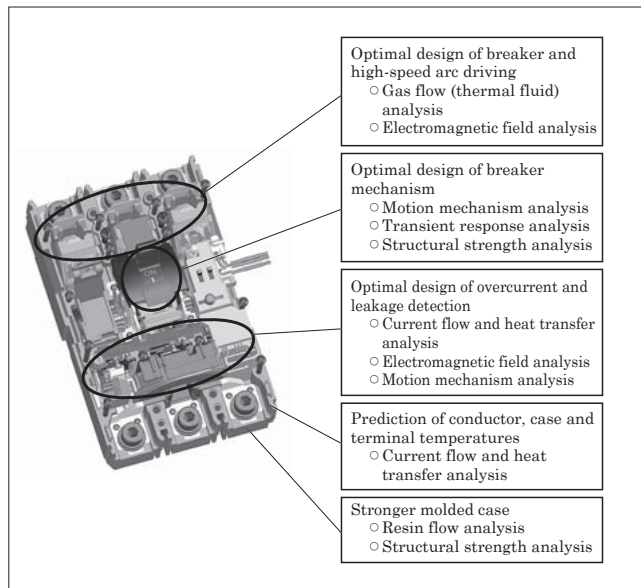 Optimal design of breaker and
high-speed arc driving
○ Gas flow (thermal fluid)
analysis
○ Electromagnetic field analysis
Optimal design of breaker
mechanism
○ Motion mechanism analysis
○ Transient response analysis
○ Structural strength analysis
ON
Optimal design of overcurrent and
leakage detection
○ Current flow and heat transfer
analysis
○ Electromagnetic field analysis
○ Motion mechanism analysis
Prediction of conductor, case and
terminal temperatures
○ Current flow and heat
transfer analysis
Stronger molded case
○ Resin flow analysis
○ Structural strength analysis